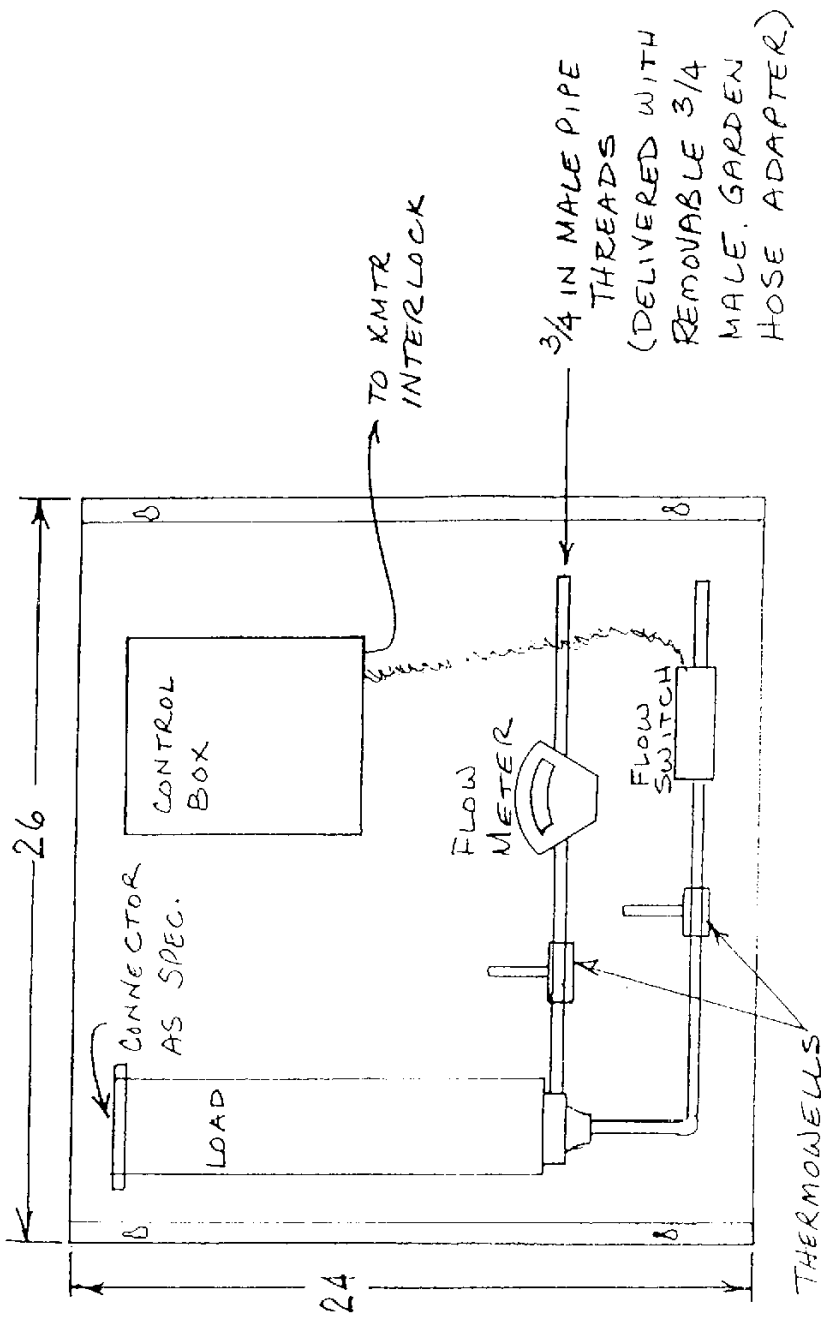 26
24
CONNECTOR
AS SPEC.
CONTROL
BOX
TO XMTR
INTERLOCK
LOAD
FLOW
METER
3/4 IN MALE PIPE
THREADS
(DELIVERED WITH
REMOVABLE 3/4
MALE. GARDEN
HOSE ADAPTER)
FLOW
SWITCH
THERMOWELLS